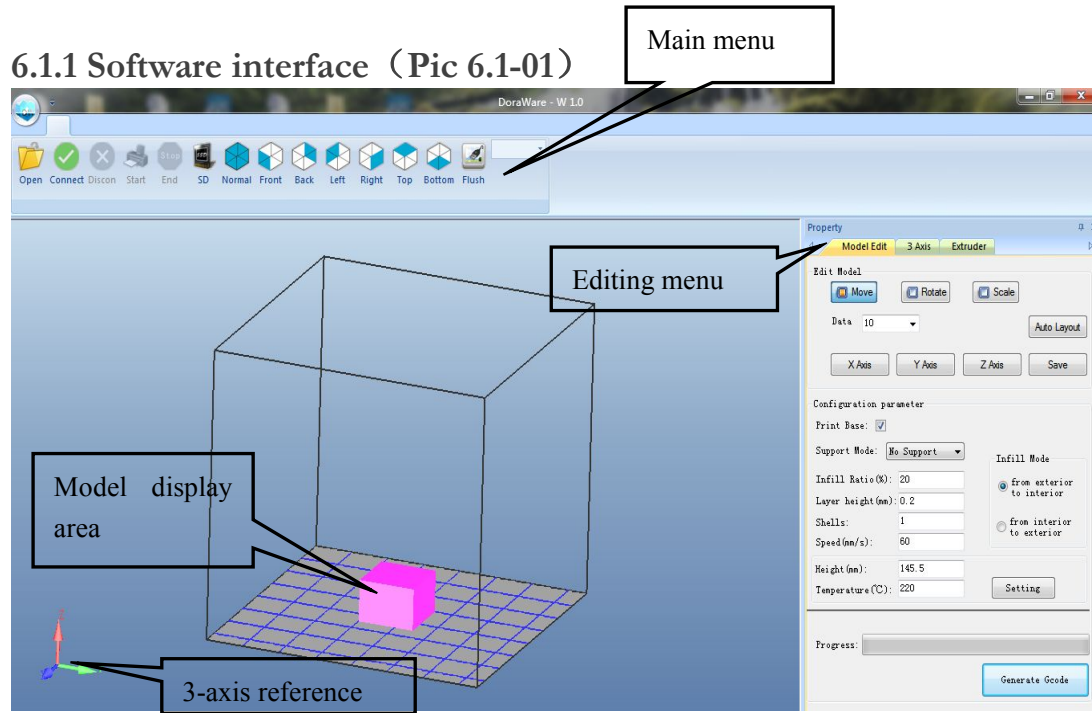 6.1.1 Software interface（Pic 6.1-01）
Main menu
DoraWare - W 1.0
Open Connect Discon Start End SD Normal Front Back Left Right Top Bottom Flush
Stop
Property
Model Edit 3 Axis Extruder
Editing menu
Edit Model
Move Rotate Scale
Data 10
Auto Layout
X Axis Y Axis Z Axis Save
Configuration parameter
Print Base:
Support Mode: No Support
Infill Mode
Infill Ratio(%): 20
from exterior
to interior
Layer height(mm): 0.2
Shells: 1
from interior
to exterior
Speed(mm/s): 60
Height(mm): 145.5
Temperature(℃): 220
Setting
Progress:
Generate Gcode
Model display
area
3-axis reference